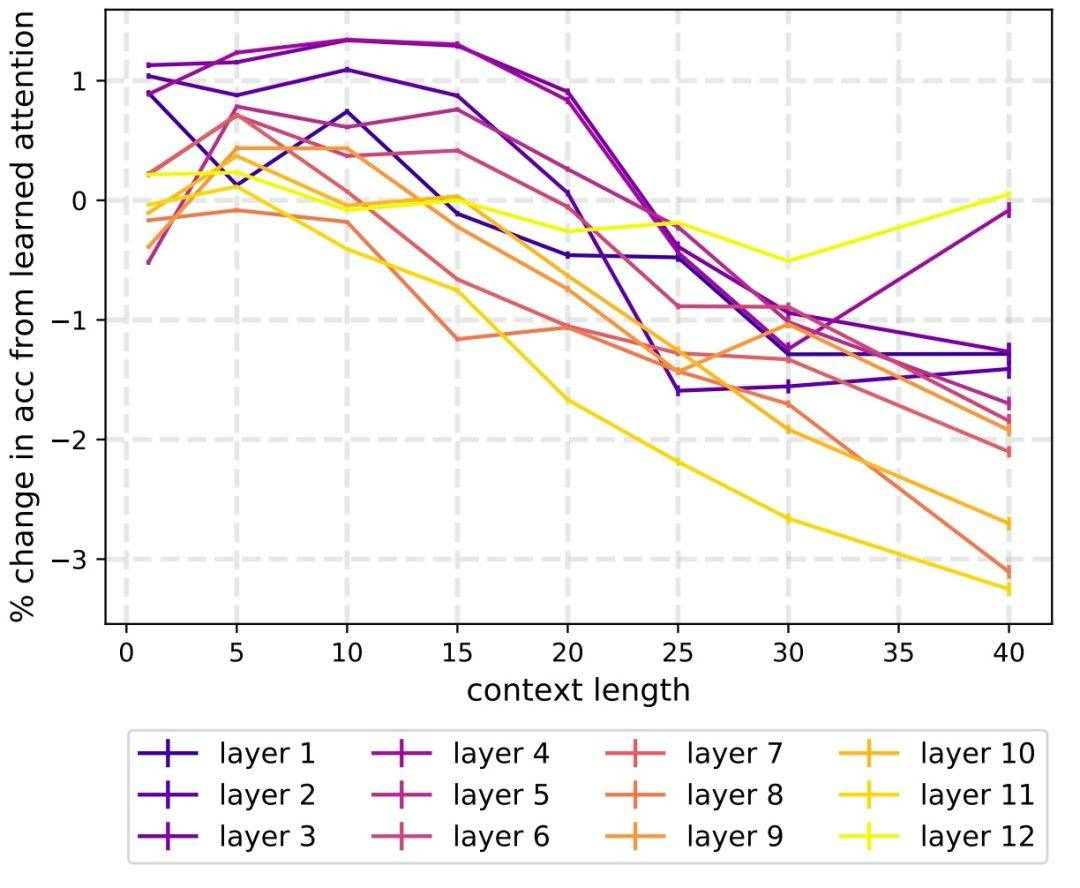 % change in acc from learned attention
1
0
−1
−2
−3
0 5 10 15 20 25 30 35 40
context length
layer 1 layer 4 layer 7 layer 10
layer 2 layer 5 layer 8 layer 11
layer 3 layer 6 layer 9 layer 12